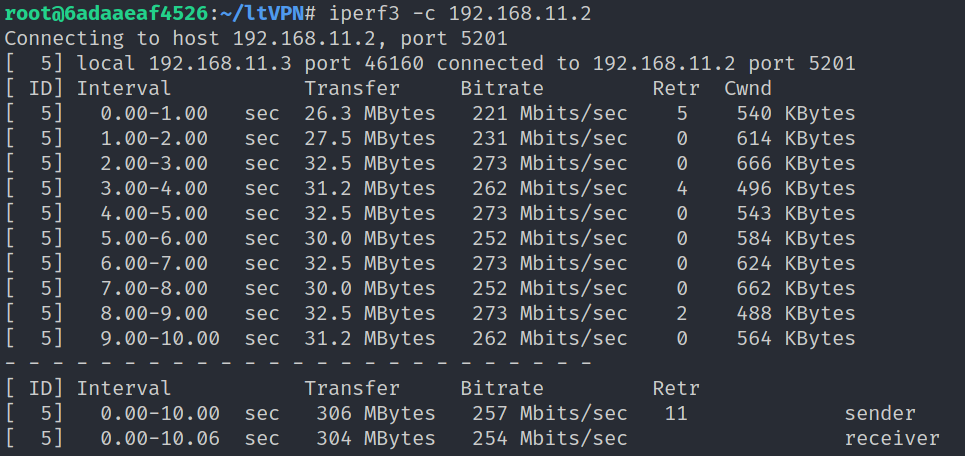 root@6adaaeaf4526:~/ltVPN# iperf3 -c 192.168.11.2
Connecting to host 192.168.11.2, port 5201
[  5] local 192.168.11.3 port 46160 connected to 192.168.11.2 port 5201
[ ID] Interval           Transfer     Bitrate         Retr  Cwnd
[  5]   0.00-1.00   sec  26.3 MBytes   221 Mbits/sec    5    540 KBytes
[  5]   1.00-2.00   sec  27.5 MBytes   231 Mbits/sec    0    614 KBytes
[  5]   2.00-3.00   sec  32.5 MBytes   273 Mbits/sec    0    666 KBytes
[  5]   3.00-4.00   sec  31.2 MBytes   262 Mbits/sec    4    496 KBytes
[  5]   4.00-5.00   sec  32.5 MBytes   273 Mbits/sec    0    543 KBytes
[  5]   5.00-6.00   sec  30.0 MBytes   252 Mbits/sec    0    584 KBytes
[  5]   6.00-7.00   sec  32.5 MBytes   273 Mbits/sec    0    624 KBytes
[  5]   7.00-8.00   sec  30.0 MBytes   252 Mbits/sec    0    662 KBytes
[  5]   8.00-9.00   sec  32.5 MBytes   273 Mbits/sec    2    488 KBytes
[  5]   9.00-10.00  sec  31.2 MBytes   262 Mbits/sec    0    564 KBytes
- - - - - - - - - - - - - - - - - - - - - - - - -
[ ID] Interval           Transfer     Bitrate         Retr
[  5]   0.00-10.00  sec   306 MBytes   257 Mbits/sec   11             sender
[  5]   0.00-10.06  sec   304 MBytes   254 Mbits/sec                  receiver